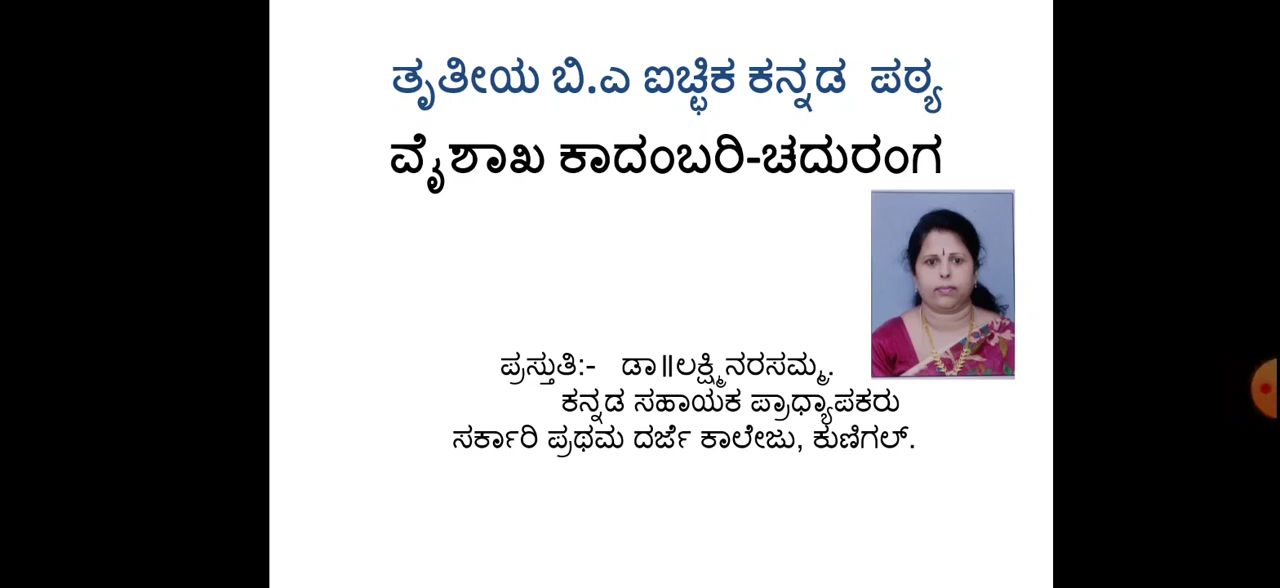 ತೃತೀಯ ಬಿ.ಎ ಐಚ್ಛಿಕ ಕನ್ನಡ ಪಠ್ಯ
ವೈಶಾಖ ಕಾದಂಬರಿ-ಚದುರಂಗ
ಪ್ರಸ್ತುತಿ:- ಡಾ॥ಲಕ್ಷ್ಮಿನರಸಮ್ಮ.
ಕನ್ನಡ ಸಹಾಯಕ ಪ್ರಾಧ್ಯಾಪಕರು
ಸರ್ಕಾರಿ ಪ್ರಥಮ ದರ್ಜೆ ಕಾಲೇಜು, ಕುಣಿಗಲ್.